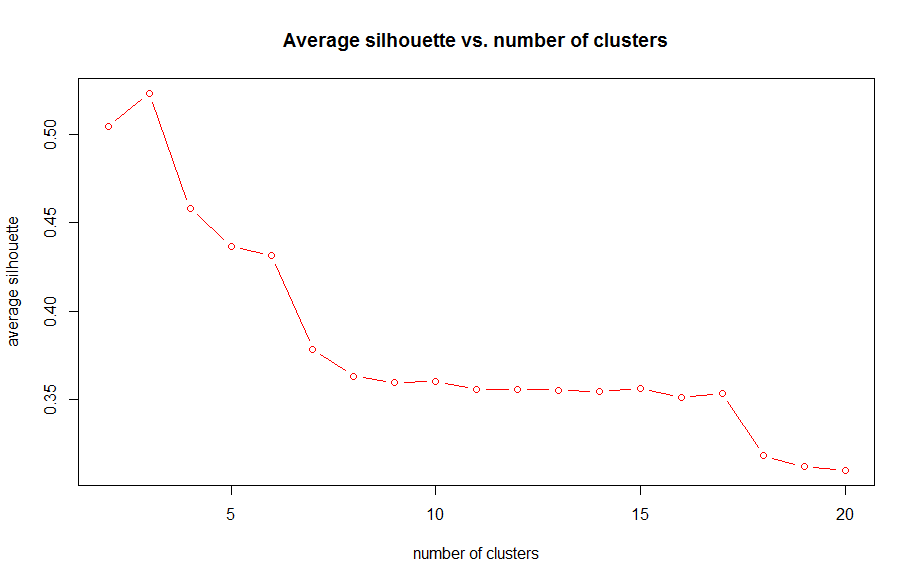 Average silhouette vs. number of clusters
0.50
0.45
0.40
0.35
average silhouette
5 10 15 20
number of clusters